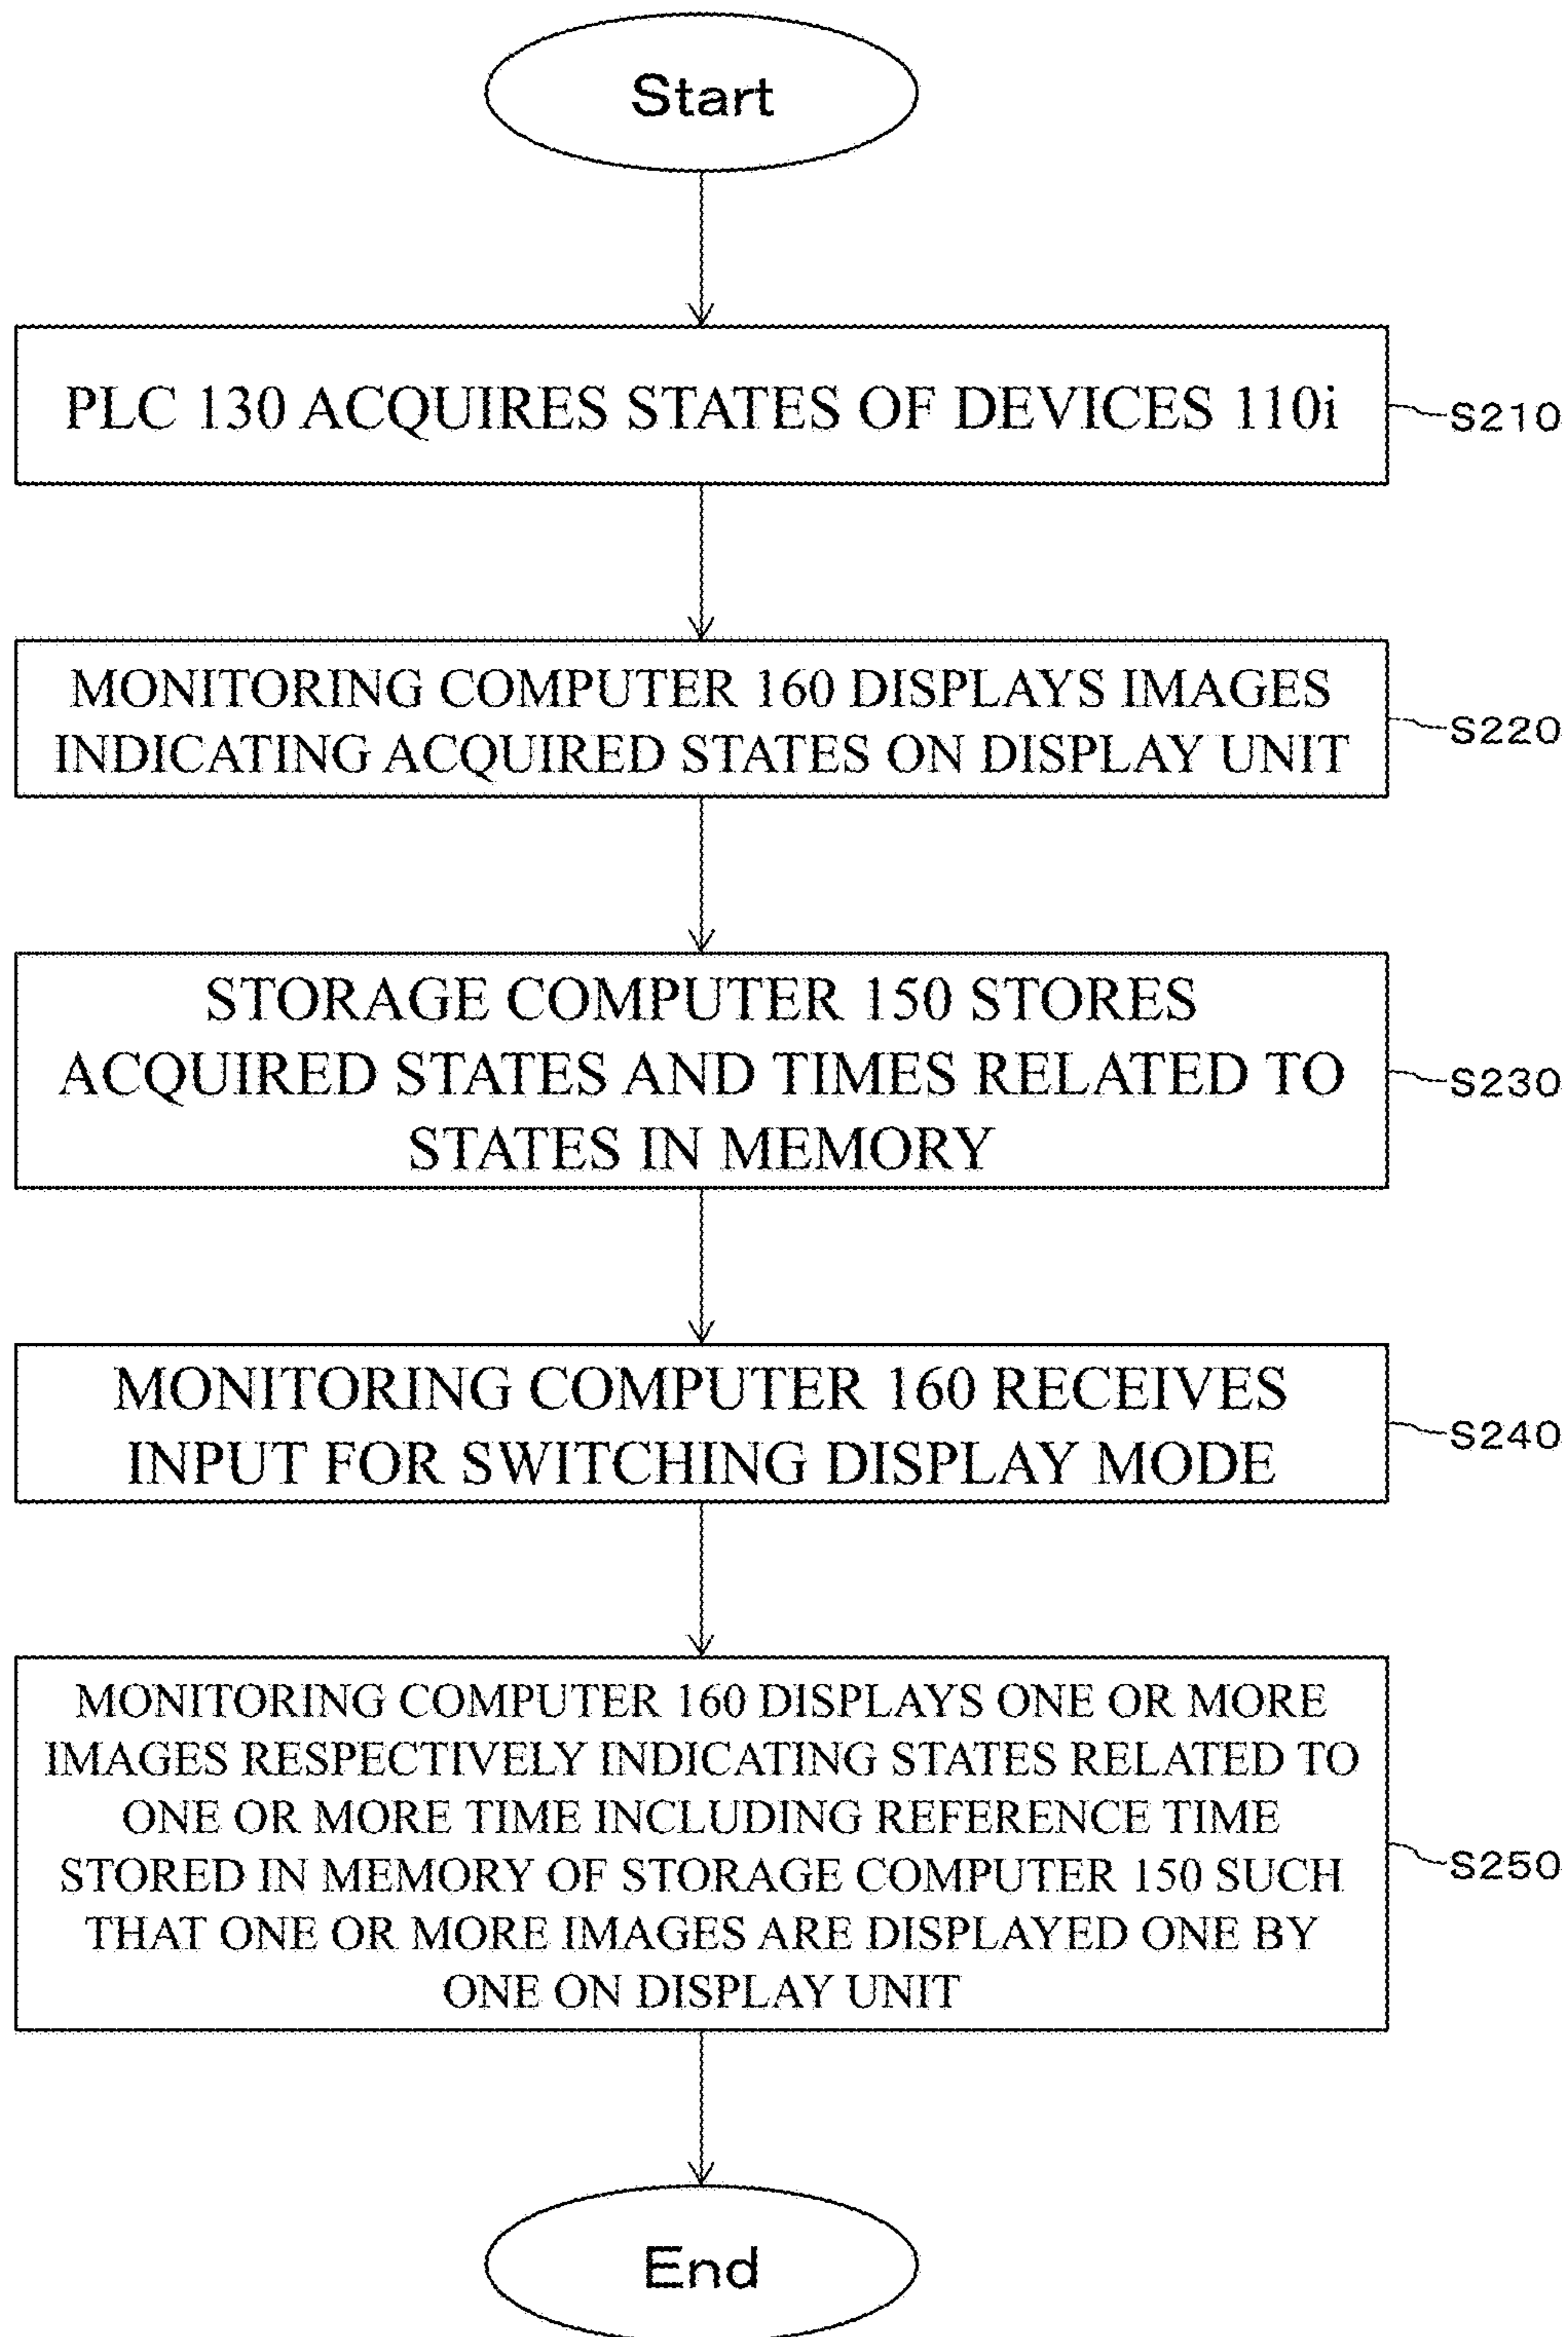 Start
PLC 130 ACQUIRES STATES OF DEVICES 110i
S210
MONITORING COMPUTER 160 DISPLAYS IMAGES
INDICATING ACQUIRED STATES ON DISPLAY UNIT
S220
STORAGE COMPUTER 150 STORES
ACQUIRED STATES AND TIMES RELATED TO
STATES IN MEMORY
S230
MONITORING COMPUTER 160 RECEIVES
INPUT FOR SWITCHING DISPLAY MODE
S240
MONITORING COMPUTER 160 DISPLAYS ONE OR MORE
IMAGES RESPECTIVELY INDICATING STATES RELATED TO
ONE OR MORE TIME INCLUDING REFERENCE TIME
STORED IN MEMORY OF STORAGE COMPUTER 150 SUCH
THAT ONE OR MORE IMAGES ARE DISPLAYED ONE BY
ONE ON DISPLAY UNIT
S250
End